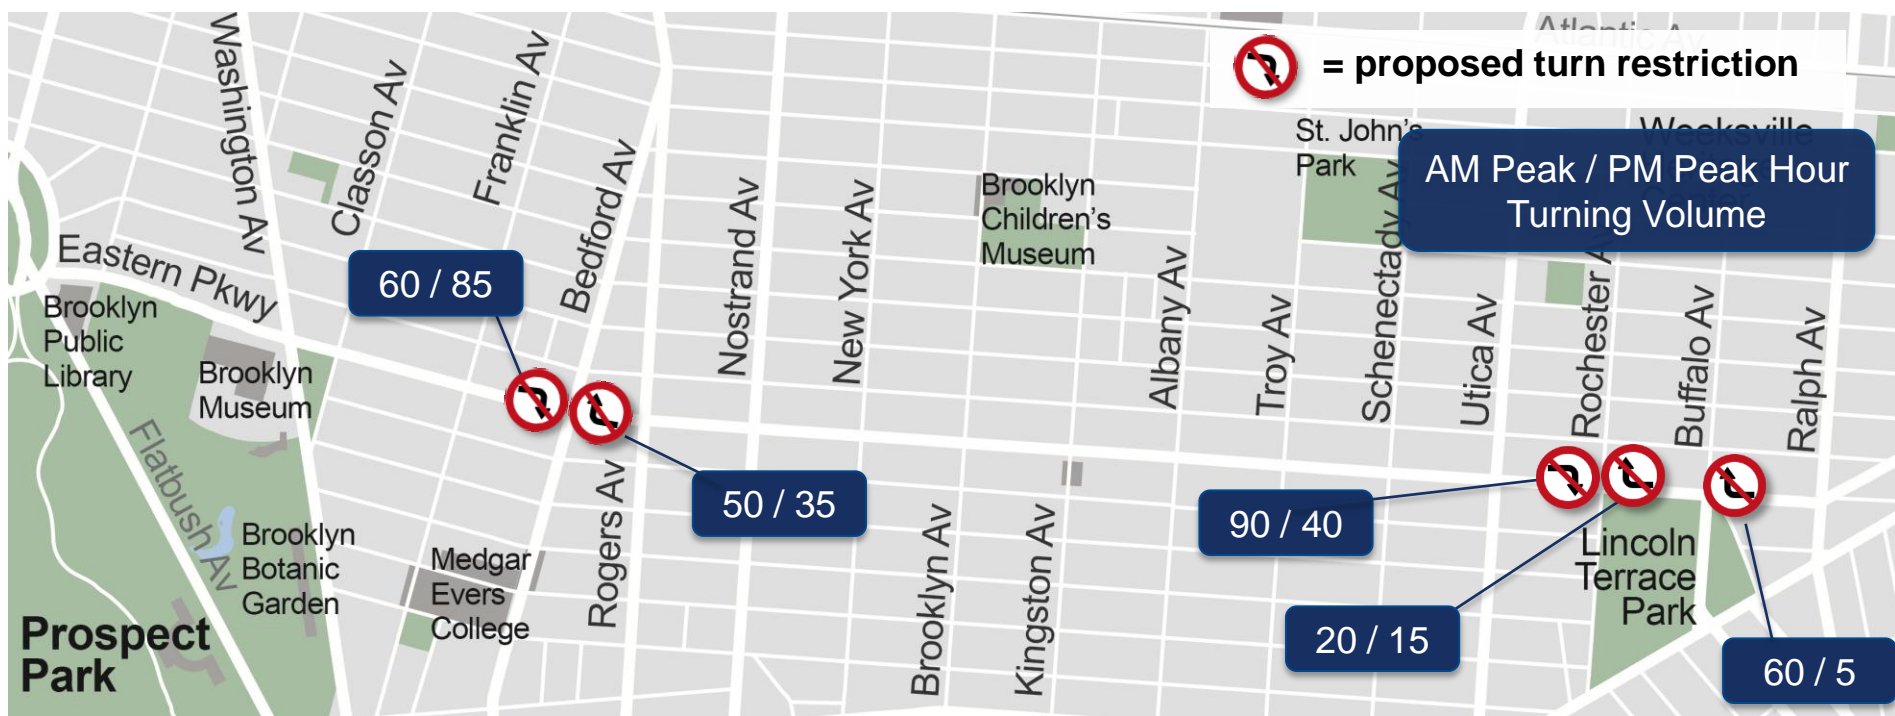 Atlantic Av
= proposed turn restriction
Washington Av
Classon Av
Franklin Av
Bedford Av
St. John's
Park
Weeksville
AM Peak / PM Peak Hour
Turning Volume
Brooklyn
Children's
Museum
Nostrand Av
New York Av
Albany Av
Troy Av
Schenectady Av
Utica Av
Rochester Av
Buffalo Av
Ralph Av
Eastern Pkwy
60 / 85
Brooklyn
Public
Library
Brooklyn
Museum
Flatbush Av
Rogers Av
50 / 35
90 / 40
Brooklyn
Botanic
Garden
Medgar
Evers
College
Brooklyn Av
Kingston Av
Lincoln
Terrace
Park
20 / 15
60 / 5
Prospect
Park